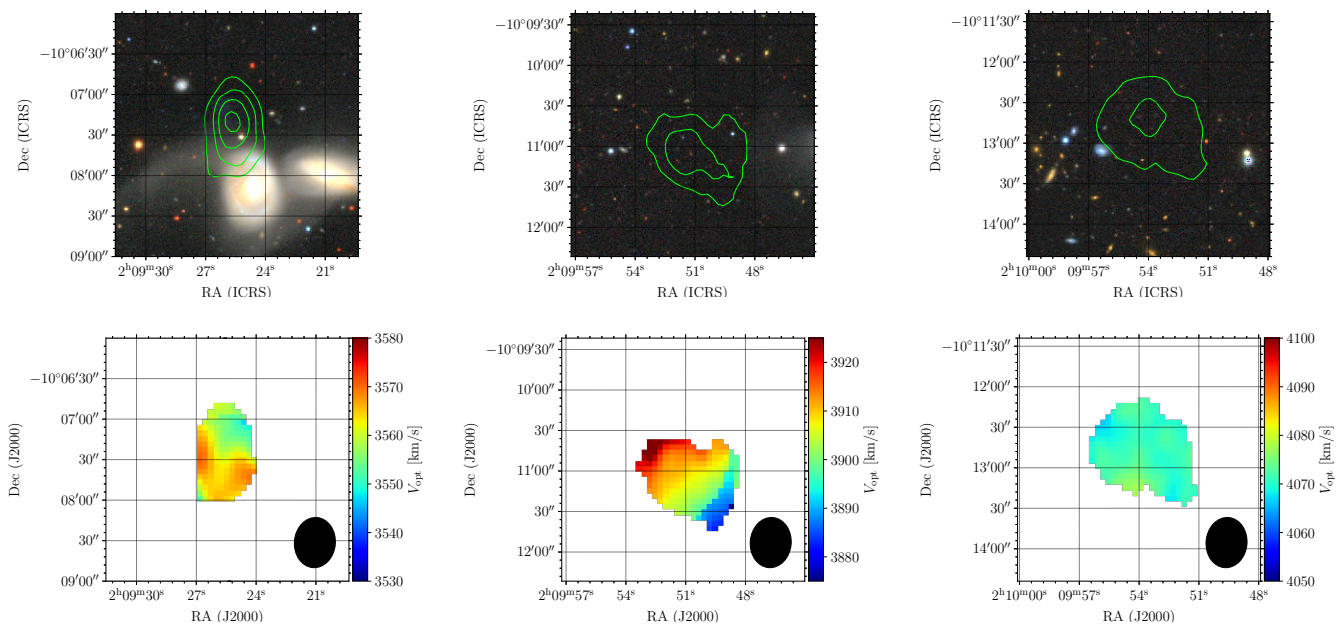 −10°06′30″
07′00″
30″
08′00″
30″
09′00″
2ʰ09ᵐ30ˢ 27ˢ 24ˢ 21ˢ
RA (ICRS)
Dec (ICRS)
−10°09′30″
10′00″
30″
11′00″
30″
12′00″
2ʰ09ᵐ57ˢ 54ˢ 51ˢ 48ˢ
RA (ICRS)
Dec (ICRS)
−10°11′30″
12′00″
30″
13′00″
30″
14′00″
2ʰ10ᵐ00ˢ 09ᵐ57ˢ 54ˢ 51ˢ 48ˢ
RA (ICRS)
Dec (ICRS)
−10°06′30″
07′00″
30″
08′00″
30″
09′00″
2ʰ09ᵐ30ˢ 27ˢ 24ˢ 21ˢ
RA (J2000)
Dec (J2000)
3580
3570
3560
3550
3540
3530
V_opt [km/s]
−10°09′30″
10′00″
30″
11′00″
30″
12′00″
2ʰ09ᵐ57ˢ 54ˢ 51ˢ 48ˢ
RA (J2000)
Dec (J2000)
3920
3910
3900
3890
3880
V_opt [km/s]
−10°11′30″
12′00″
30″
13′00″
30″
14′00″
2ʰ10ᵐ00ˢ 09ᵐ57ˢ 54ˢ 51ˢ 48ˢ
RA (J2000)
Dec (J2000)
4100
4090
4080
4070
4060
4050
V_opt [km/s]